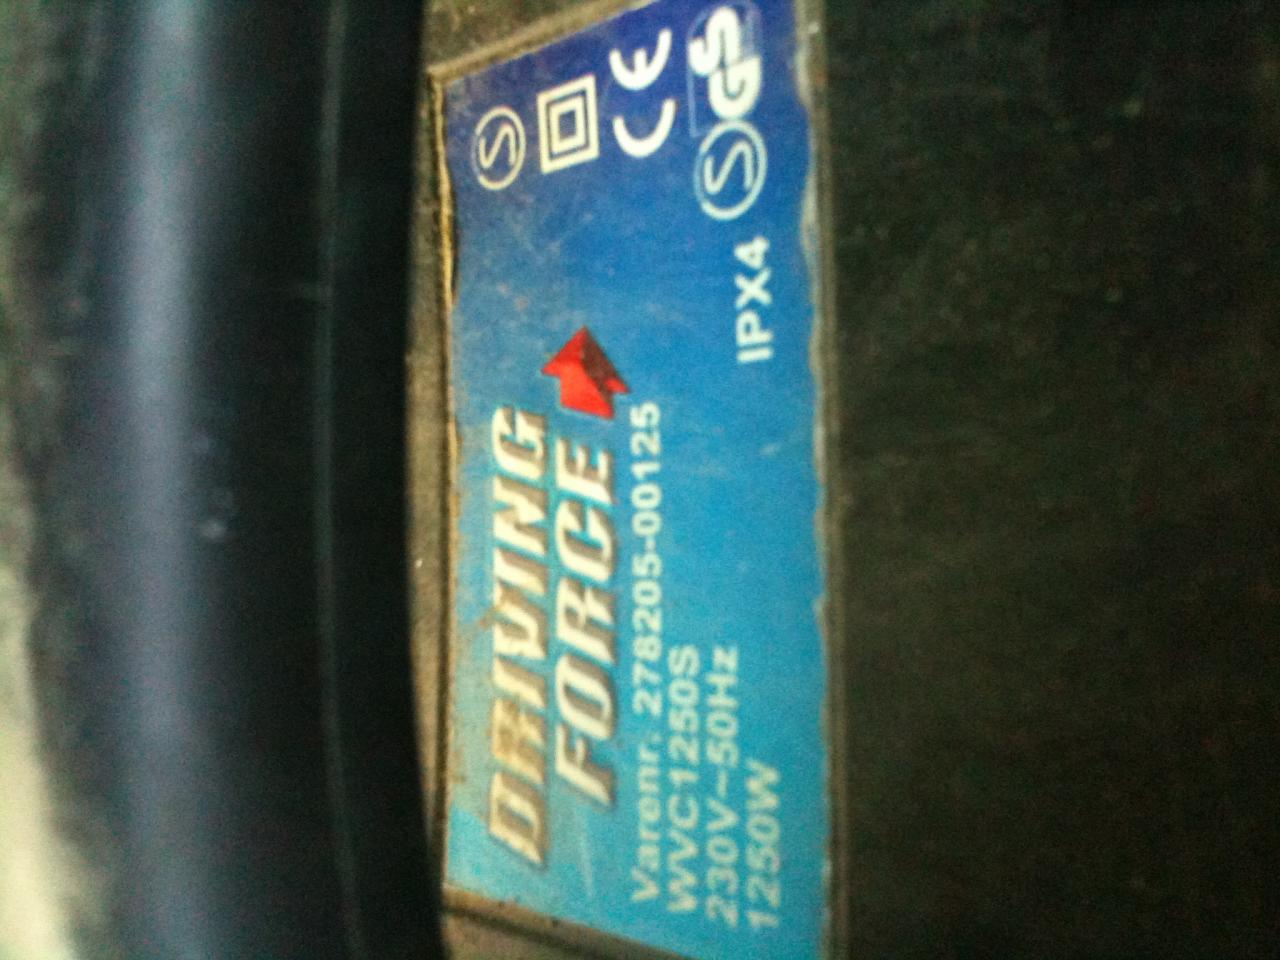 DRIVING
FORCE
Varenr. 278205-00125
WVC1250S
230V~50Hz
1250W
IPX4
S
CE
S GS